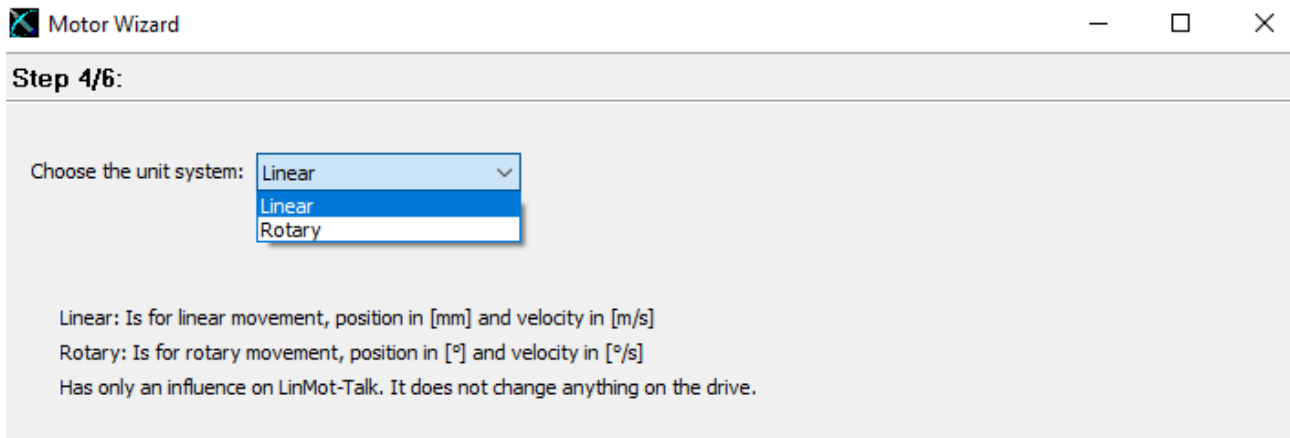 Motor Wizard
Step 4/6:
Choose the unit system: Linear
Linear
Rotary
Linear: Is for linear movement, position in [mm] and velocity in [m/s]
Rotary: Is for rotary movement, position in [°] and velocity in [°/s]
Has only an influence on LinMot-Talk. It does not change anything on the drive.